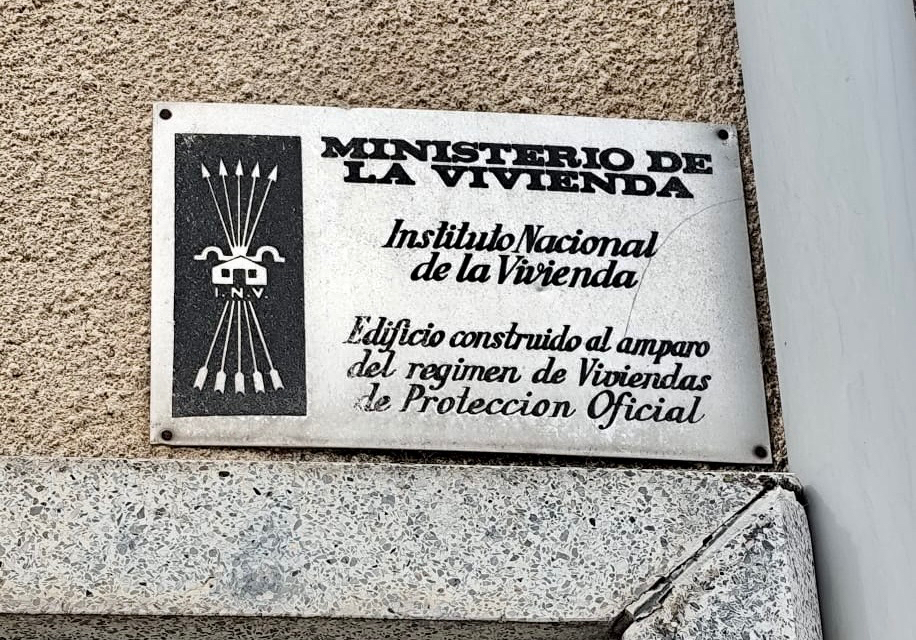 MINISTERIO DE
LA VIVIENDA
Instituto Nacional
de la Vivienda
I.N.V.
Edificio construido al amparo
del regimen de Viviendas
de Proteccion Oficial